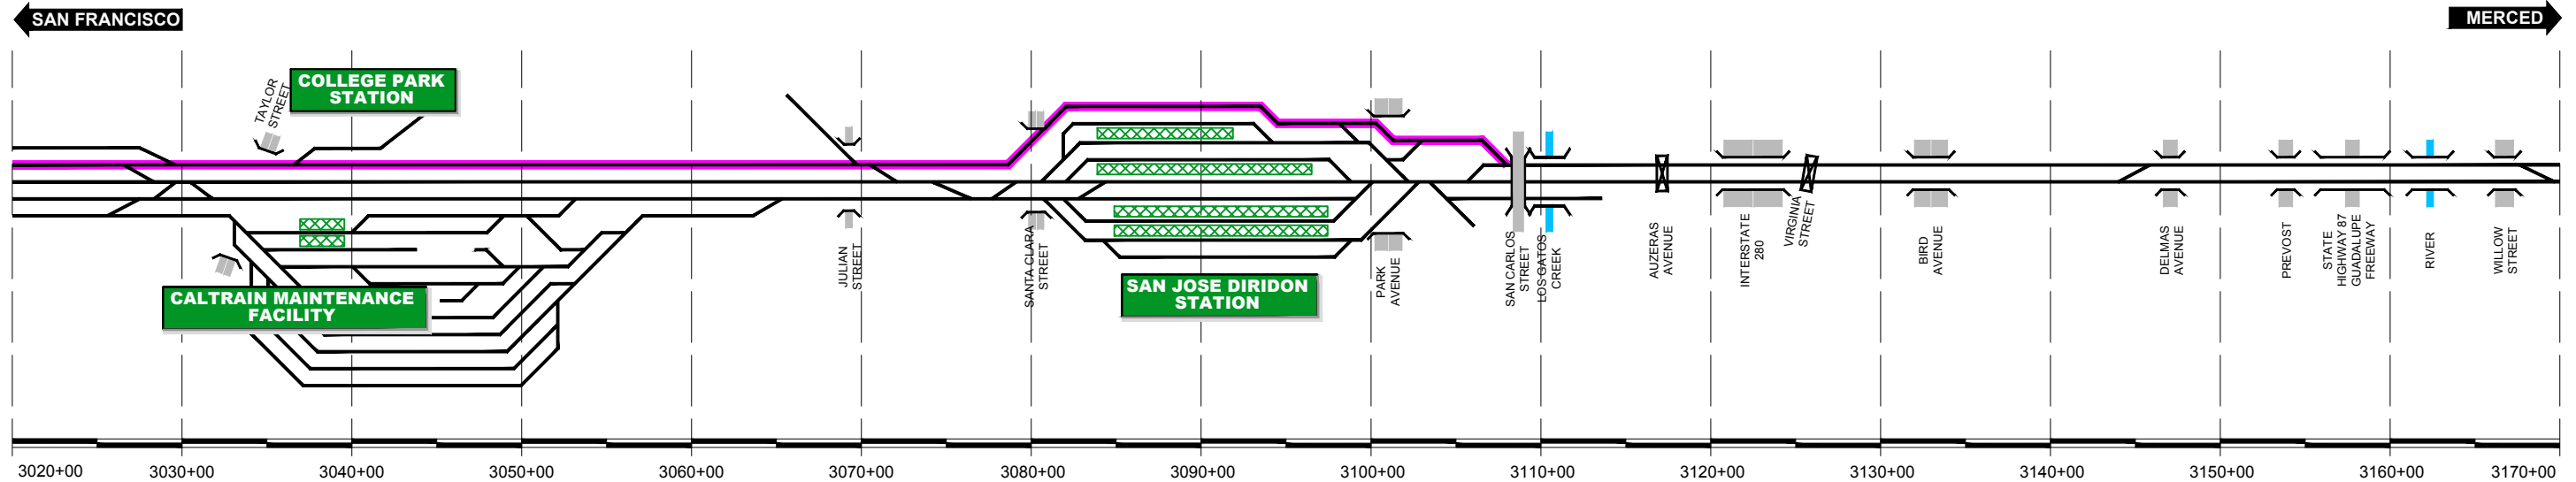 SAN FRANCISCO
MERCED
TAYLOR
STREET
COLLEGE PARK
STATION
CALTRAIN MAINTENANCE
FACILITY
JULIAN
STREET
SANTA CLARA
STREET
SAN JOSE DIRIDON
STATION
PARK
AVENUE
SAN CARLOS
STREET
LOS GATOS
CREEK
AUZERAS
AVENUE
INTERSTATE
280
VIRGINIA
STREET
BIRD
AVENUE
DELMAS
AVENUE
PREVOST
STATE
HIGHWAY 87
GUADALUPE
FREEWAY
RIVER
WILLOW
STREET
3020+00
3030+00
3040+00
3050+00
3060+00
3070+00
3080+00
3090+00
3100+00
3110+00
3120+00
3130+00
3140+00
3150+00
3160+00
3170+00